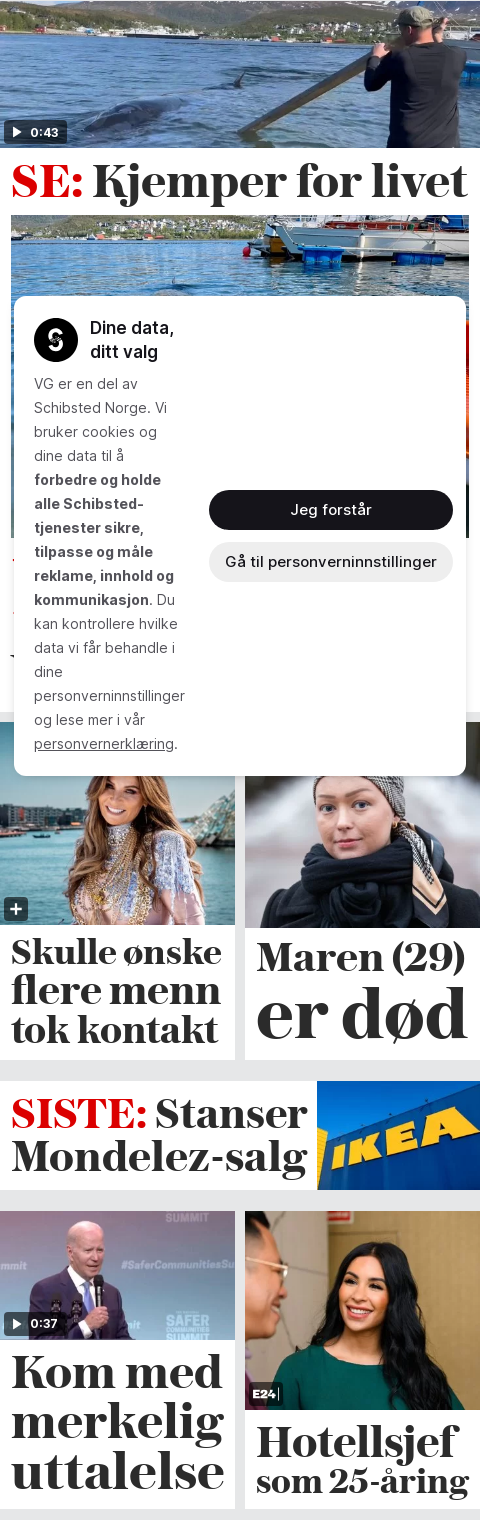 0:43
SE: Kjemper for livet
Dine data,
ditt valg
VG er en del av
Schibsted Norge. Vi
bruker cookies og
dine data til å
forbedre og holde
alle Schibsted-
tjenester sikre,
tilpasse og måle
reklame, innhold og
kommunikasjon. Du
kan kontrollere hvilke
data vi får behandle i
dine
personverninnstillinger
og lese mer i vår
personvernerklæring.
Jeg forstår
Gå til personverninnstillinger
Skulle ønske
flere menn
tok kontakt
Maren (29)
er død
SISTE: Stanser
Mondelez-salg
IKEA
SUMMIT
#SaferCommunitiesSu
SAFER
COMMUNITIES
SUMMIT
0:37
Kom med
merkelig
uttalelse
E24
Hotellsjef
som 25-åring